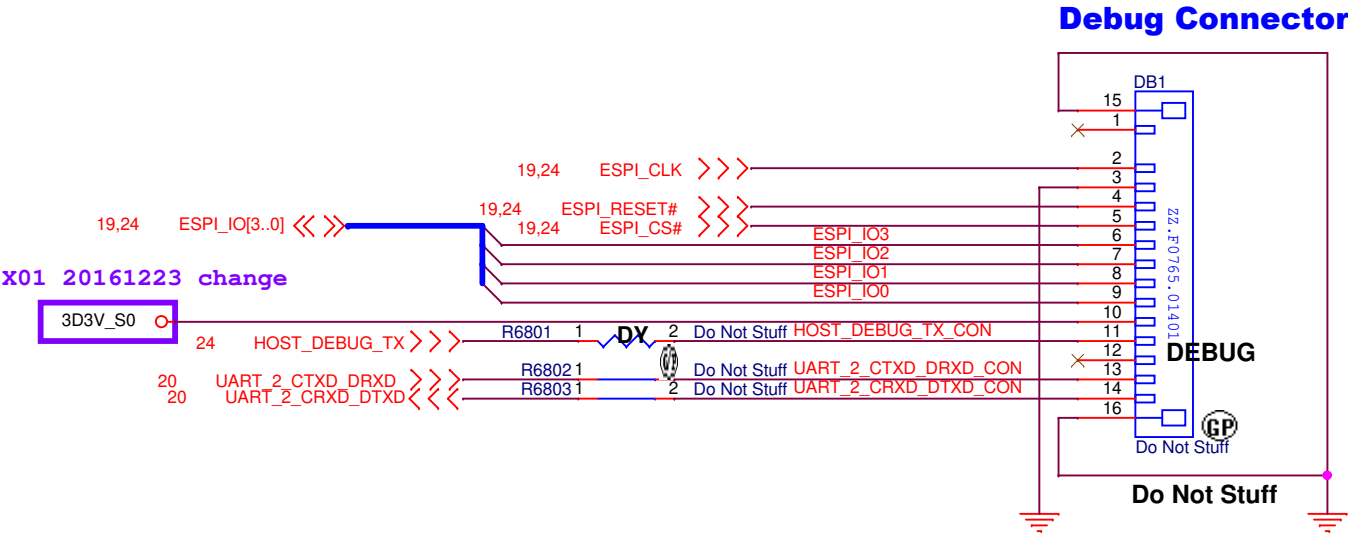 Debug Connector
DB1
15
1
2
19,24 ESPI_CLK
3
4
19,24 ESPI_RESET#
5
19,24 ESPI_CS#
19,24 ESPI_IO[3..0]
ESPI_IO3 6
ESPI_IO2 7
ESPI_IO1 8
ESPI_IO0 9
X01 20161223 change
3D3V_S0
10
24 HOST_DEBUG_TX R6801 1 DY 2 Do Not Stuff HOST_DEBUG_TX_CON 11
12
DEBUG
20 UART_2_CTXD_DRXD R6802 1 Do Not Stuff UART_2_CTXD_DRXD_CON 13
20 UART_2_CRXD_DTXD R6803 1 2 Do Not Stuff UART_2_CRXD_DTXD_CON 14
16
ZZ.F0765.01401
GP
GP
Do Not Stuff
Do Not Stuff